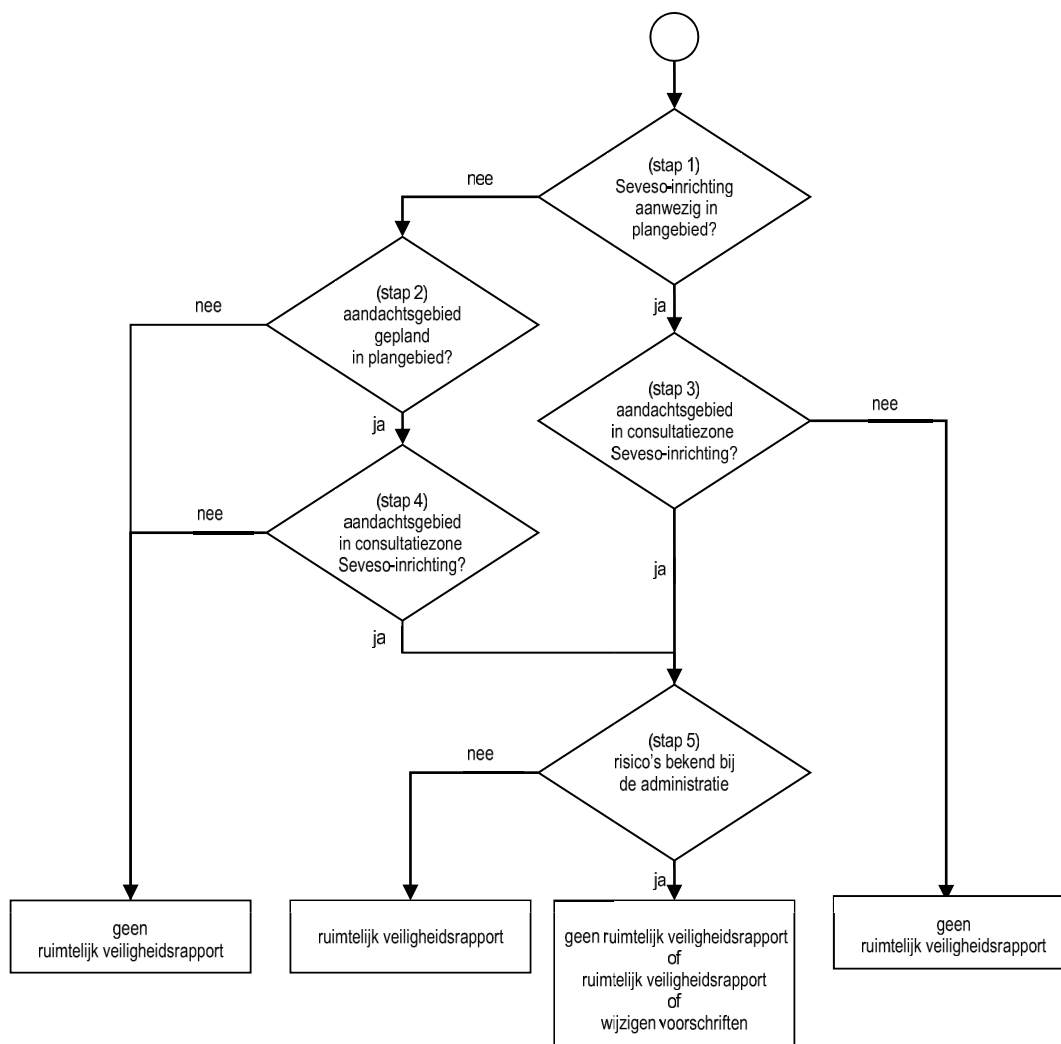 (stap 1)
Seveso-inrichting
aanwezig in
plangebied?
nee
ja
(stap 2)
aandachtsgebied
gepland
in plangebied?
nee
ja
(stap 3)
aandachtsgebied
in consultatiezone
Seveso-inrichting?
nee
ja
(stap 4)
aandachtsgebied
in consultatiezone
Seveso-inrichting?
nee
ja
(stap 5)
risico's bekend bij
de administratie
nee
ja
geen
ruimtelijk veiligheidsrapport
ruimtelijk veiligheidsrapport
geen ruimtelijk veiligheidsrapport
of
ruimtelijk veiligheidsrapport
of
wijzigen voorschriften
geen
ruimtelijk veiligheidsrapport